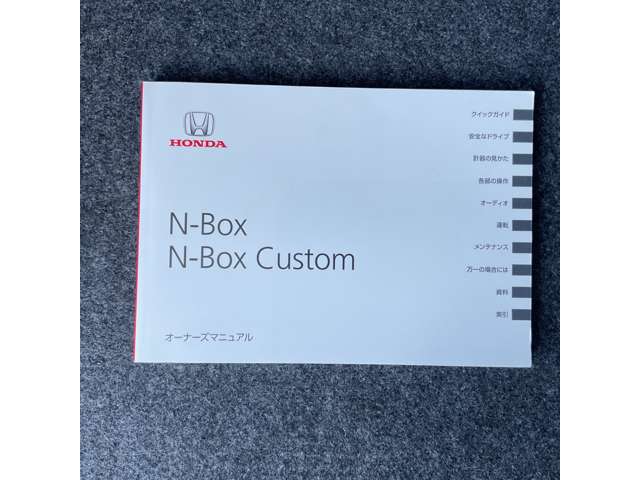 HONDA
N-Box
N-Box Custom
オーナーズマニュアル
クイックガイド
安全なドライブ
計器の見かた
各部の操作
オーディオ
運転
メンテナンス
万一の場合には
資料
索引